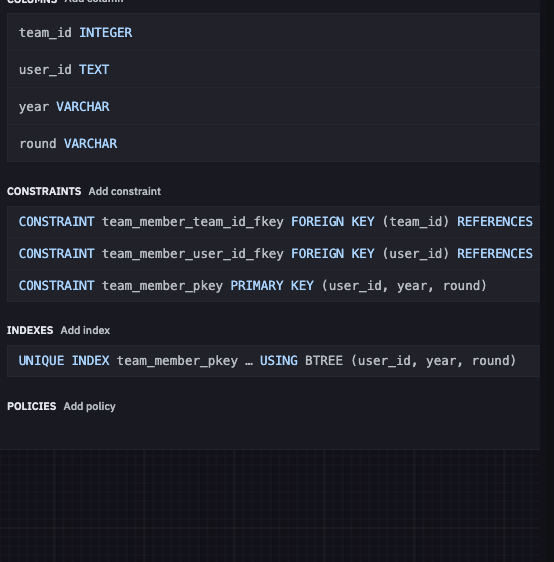 COLUMNS Add column
team_id INTEGER
user_id TEXT
year VARCHAR
round VARCHAR
CONSTRAINTS Add constraint
CONSTRAINT team_member_team_id_fkey FOREIGN KEY (team_id) REFERENCES
CONSTRAINT team_member_user_id_fkey FOREIGN KEY (user_id) REFERENCES
CONSTRAINT team_member_pkey PRIMARY KEY (user_id, year, round)
INDEXES Add index
UNIQUE INDEX team_member_pkey … USING BTREE (user_id, year, round)
POLICIES Add policy